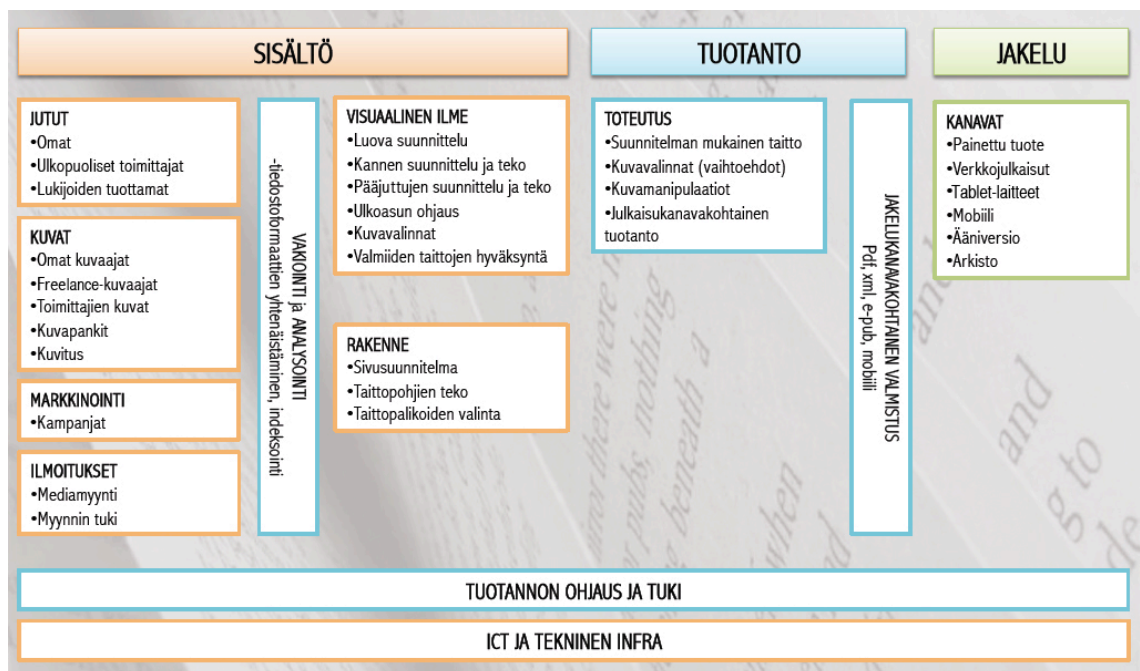 SISÄLTÖ
TUOTANTO
JAKELU
JUTUT
•Omat
•Ulkopuoliset toimittajat
•Lukijoiden tuottamat
KUVAT
•Omat kuvaajat
•Freelance-kuvaajat
•Toimittajien kuvat
•Kuvapankit
•Kuvitus
MARKKINOINTI
•Kampanjat
ILMOITUKSET
•Mediamyynti
•Myynnin tuki
VAKIOINTI ja ANALYSOINTI
-tiedostoformaattien yhtenäistäminen, indeksointi
VISUAALINEN ILME
•Luova suunnittelu
•Kannen suunnittelu ja teko
•Pääjuttujen suunnittelu ja teko
•Ulkoasun ohjaus
•Kuvavalinnat
•Valmiiden taittojen hyväksyntä
RAKENNE
•Sivusuunnitelma
•Taittopohjien teko
•Taittopalikoiden valinta
TOTEUTUS
•Suunnitelman mukainen taitto
•Kuvavalinnat (vaihtoehdot)
•Kuvamanipulaatiot
•Julkaisukanavakohtainen
tuotanto
JAKELUKANAVAKOHTAINEN VALMISTUS
Pdf, xml, e-pub, mobiili
KANAVAT
•Painettu tuote
•Verkkojulkaisut
•Tablet-laitteet
•Mobiili
•Ääniversio
•Arkisto
TUOTANNON OHJAUS JA TUKI
ICT JA TEKNINEN INFRA